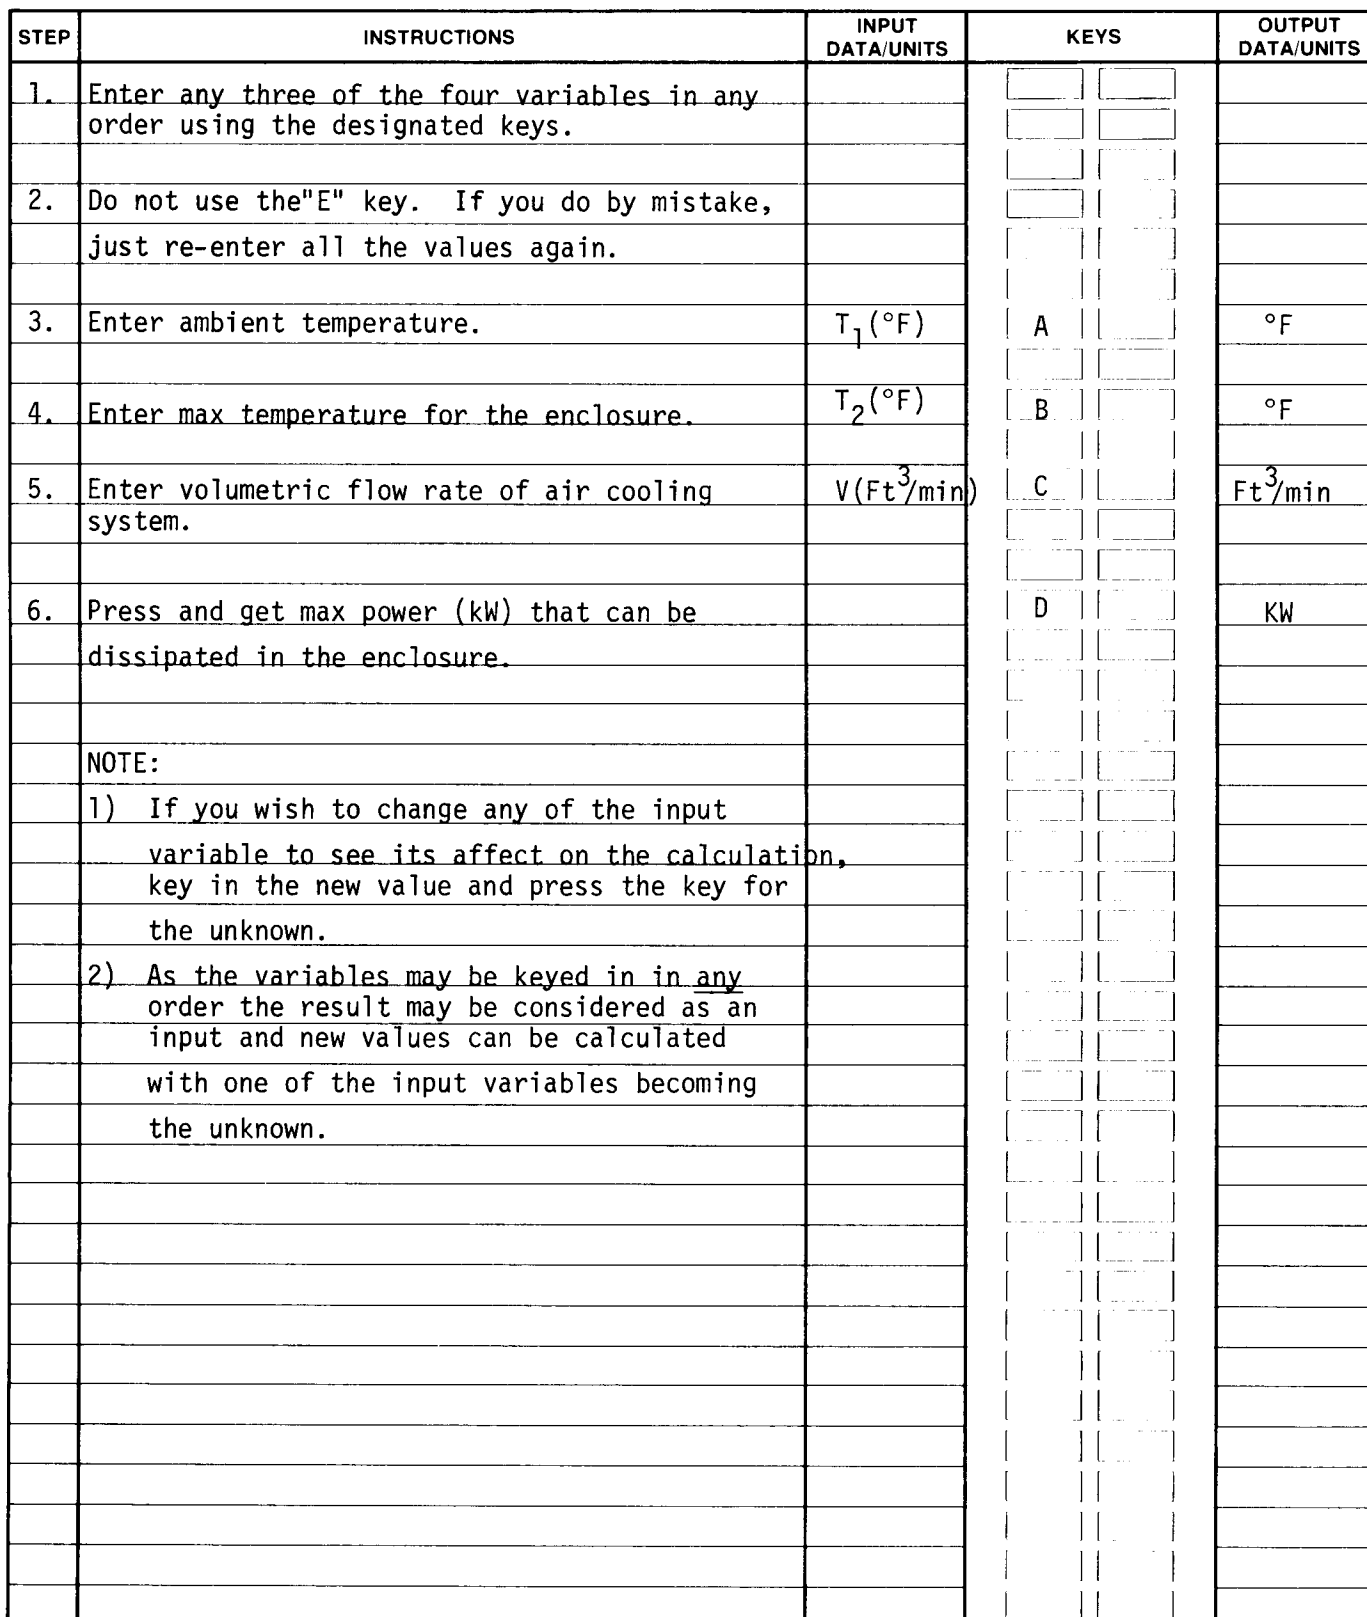 STEP INSTRUCTIONS INPUT DATA/UNITS KEYS OUTPUT DATA/UNITS
1. Enter any three of the four variables in any
order using the designated keys.
2. Do not use the"E" key. If you do by mistake,
just re-enter all the values again.
3. Enter ambient temperature. T1(°F) A °F
4. Enter max temperature for the enclosure. T2(°F) B °F
5. Enter volumetric flow rate of air cooling V(Ft3/min) C Ft3/min
system.
6. Press and get max power (kW) that can be D KW
dissipated in the enclosure.
NOTE:
1) If you wish to change any of the input
variable to see its affect on the calculation,
key in the new value and press the key for
the unknown.
2) As the variables may be keyed in in any
order the result may be considered as an
input and new values can be calculated
with one of the input variables becoming
the unknown.